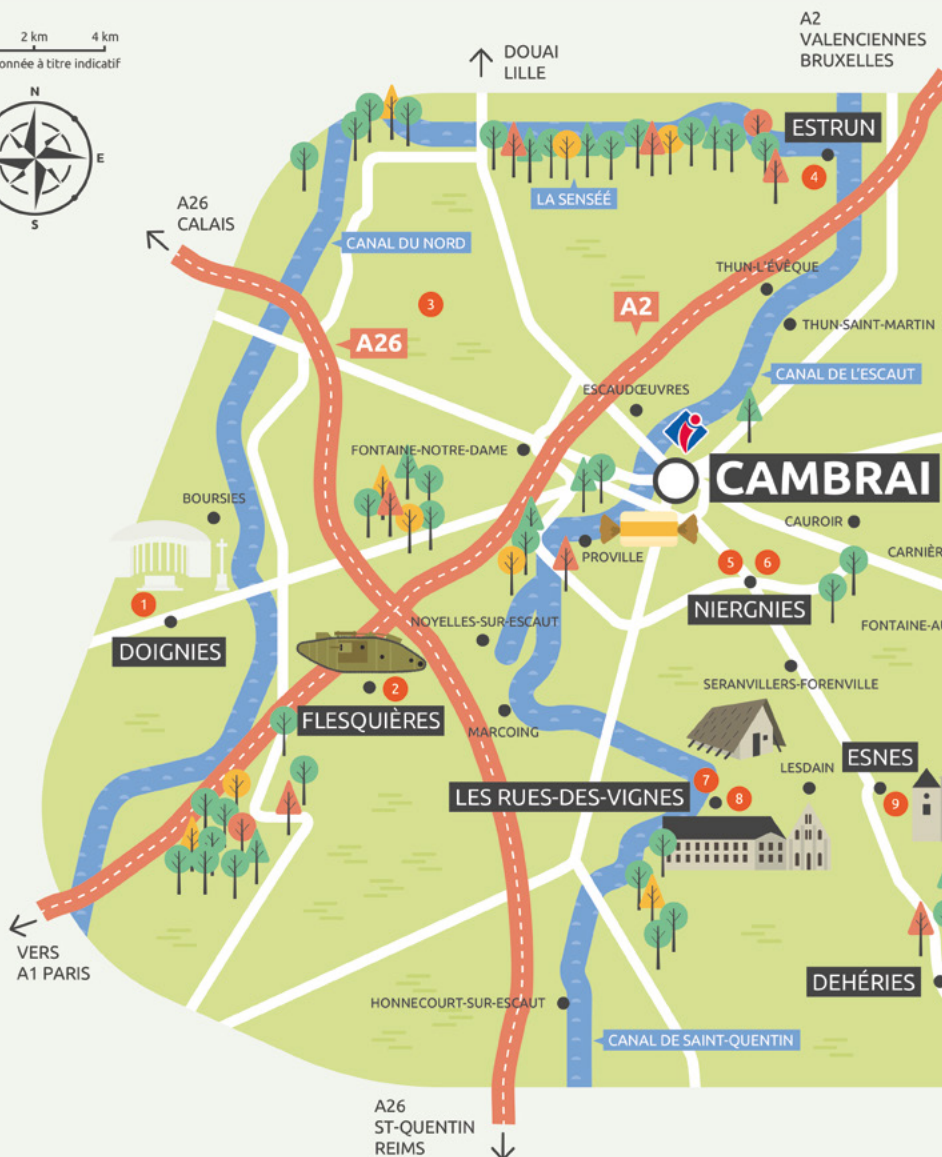 2 km 4 km
onnée à titre indicatif
N
E
S
DOUAI
LILLE
A2
VALENCIENNES
BRUXELLES
ESTRUN
4
LA SENSÉÉ
A26
CALAIS
CANAL DU NORD
THUN-L'ÉVÊQUE
3
A2
THUN-SAINT-MARTIN
A26
CANAL DE L'ESCAUT
ESCAUDŒUVRES
FONTAINE-NOTRE-DAME
CAMBRAI
BOURSIES
CAUROIR
PROVILLE
CARNIÈR
5
6
1
NIERGNIES
DOIGNIES
NOYELLES-SUR-ESCAUT
FONTAINE-AU
2
SERANVILLERS-FORENVILLE
FLESQUIÈRES
MARCOING
ESNES
LESDAIN
7
LES RUES-DES-VIGNES
8
9
VERS
A1 PARIS
DEHÉRIES
HONNECOURT-SUR-ESCAUT
CANAL DE SAINT-QUENTIN
A26
ST-QUENTIN
REIMS